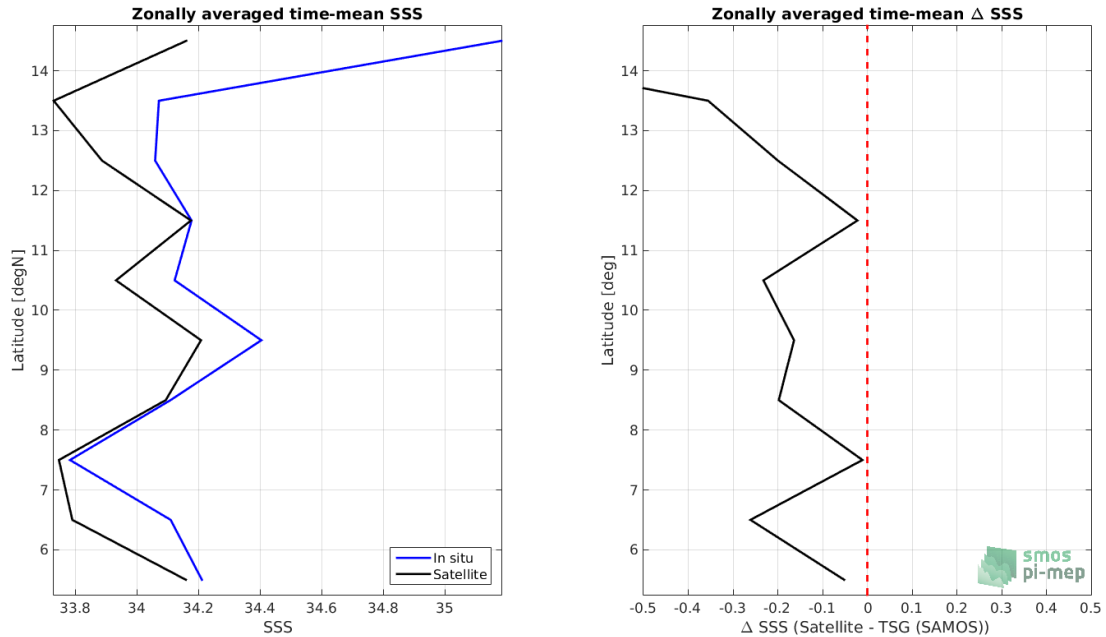 Zonally averaged time-mean SSS
Latitude [degN]
14
13
12
11
10
9
8
7
6
33.8 34 34.2 34.4 34.6 34.8 35
SSS
In situ
Satellite
Zonally averaged time-mean Δ SSS
Latitude [deg]
14
13
12
11
10
9
8
7
6
-0.5 -0.4 -0.3 -0.2 -0.1 0 0.1 0.2 0.3 0.4 0.5
Δ SSS (Satellite - TSG (SAMOS))
smos
pi-mep